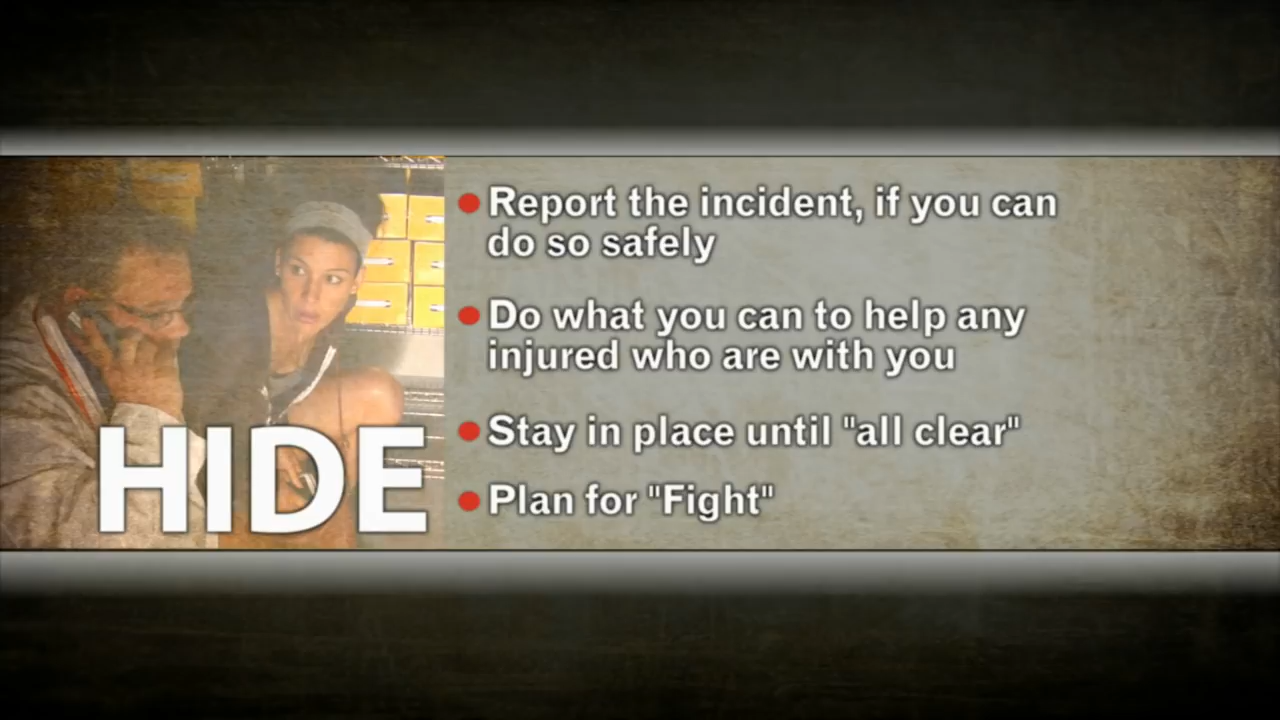 HIDE
Report the incident, if you can
do so safely
Do what you can to help any
injured who are with you
Stay in place until "all clear"
Plan for "Fight"